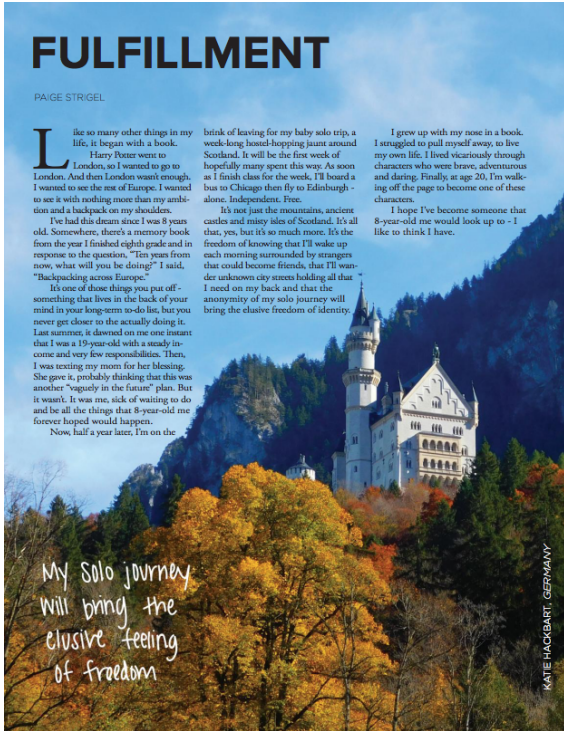 FULFILLMENT
PAIGE STRIGEL
Like so many other things in my
life, it began with a book.
Harry Potter went to
London, so I wanted to go to
London. And then London wasn't enough.
I wanted to see the rest of Europe. I wanted
to see it with nothing more than my ambi-
tion and a backpack on my shoulders.
I've had this dream since I was 8 years
old. Somewhere, there's a memory book
from the year I finished eighth grade and in
response to the question, "Ten years from
now, what will you be doing?" I said,
"Backpacking across Europe."
It's one of those things you put off -
something that lives in the back of your
mind in your long-term to-do list, but you
never get closer to the actually doing it.
Last summer, it dawned on me one instant
that I was a 19-year-old with a steady in-
come and very few responsibilities. Then,
I was texting my mom for her blessing.
She gave it, probably thinking that this was
another "vaguely in the future" plan. But
it wasn't. It was me, sick of waiting to do
and be all the things that 8-year-old me
forever hoped would happen.
Now, half a year later, I'm on the
brink of leaving for my baby solo trip, a
week-long hostel-hopping jaunt around
Scotland. It will be the first week of
hopefully many spent this way. As soon
as I finish class for the week, I'll board a
bus to Chicago then fly to Edinburgh -
alone. Independent. Free.
It's not just the mountains, ancient
castles and misty isles of Scotland. It's all
that, yes, but it's so much more. It's the
freedom of knowing that I'll wake up
each morning surrounded by strangers
that could become friends, that I'll wan-
der unknown city streets holding all that
I need on my back and that the
anonymity of my solo journey will
bring the elusive freedom of identity.
I grew up with my nose in a book.
I struggled to pull myself away, to live
my own life. I lived vicariously through
characters who were brave, adventurous
and daring. Finally, at age 20, I'm walk-
ing off the page to become one of these
characters.
I hope I've become someone that
8-year-old me would look up to - I
like to think I have.
My solo journey
will bring the
elusive feeling
of freedom
KATIE HACKBART, GERMANY